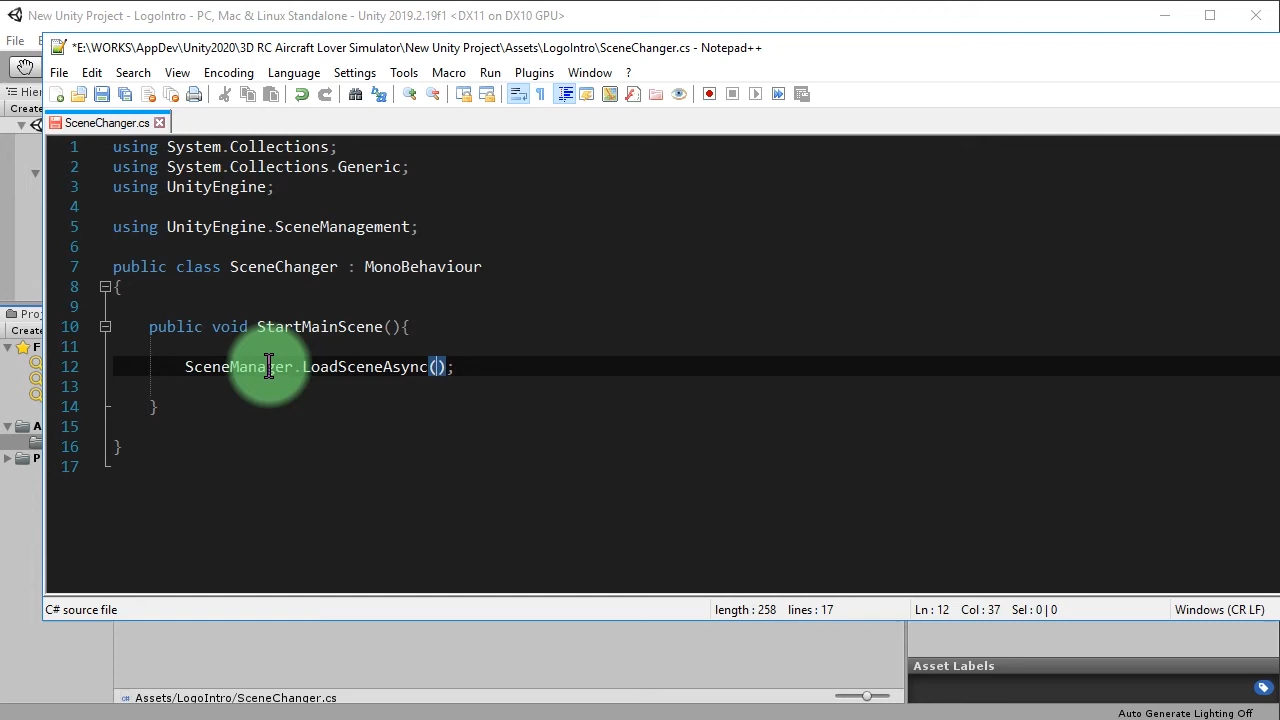 New Unity Project - LogoIntro - PC, Mac & Linux Standalone - Unity 2019.2.19f1 <DX11 on DX10 GPU>
File
*E:\WORKS\AppDev\Unity2020\3D RC Aircraft Lover Simulator\New Unity Project\Assets\LogoIntro\SceneChanger.cs - Notepad++
File Edit Search View Encoding Language Settings Tools Macro Run Plugins Window ?
Hier
Create
SceneChanger.cs
1 using System.Collections;
2 using System.Collections.Generic;
3 using UnityEngine;
4
5 using UnityEngine.SceneManagement;
6
7 public class SceneChanger : MonoBehaviour
8 {
9
10 public void StartMainScene(){
11
12 SceneManager.LoadSceneAsync();
13
14 }
15
16 }
17
Proj
Create
F
A
P
C# source file length : 258 lines : 17 Ln : 12 Col : 37 Sel : 0 | 0 Windows (CR LF)
Asset Labels
Assets/LogoIntro/SceneChanger.cs
Auto Generate Lighting Off